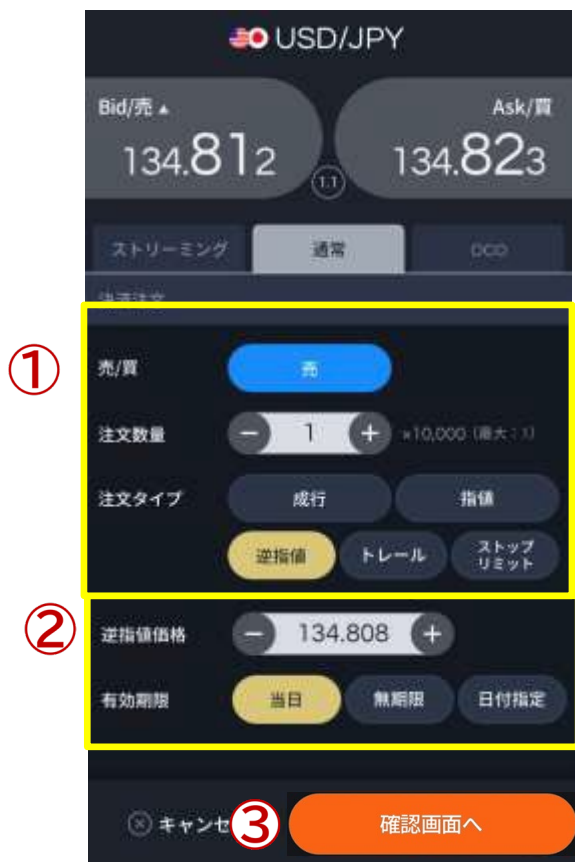 USD/JPY
Bid/売▲ Ask/買
134.812 1.1 134.823
ストリーミング 通常 OCO
決済注文
①
売/買 売
注文数量 － 1 ＋ ×10,000 (最大：1)
注文タイプ 成行 指値
逆指値 トレール ストップ
リミット
②
逆指値価格 － 134.808 ＋
有効期限 当日 無期限 日付指定
キャンセ ③ 確認画面へ